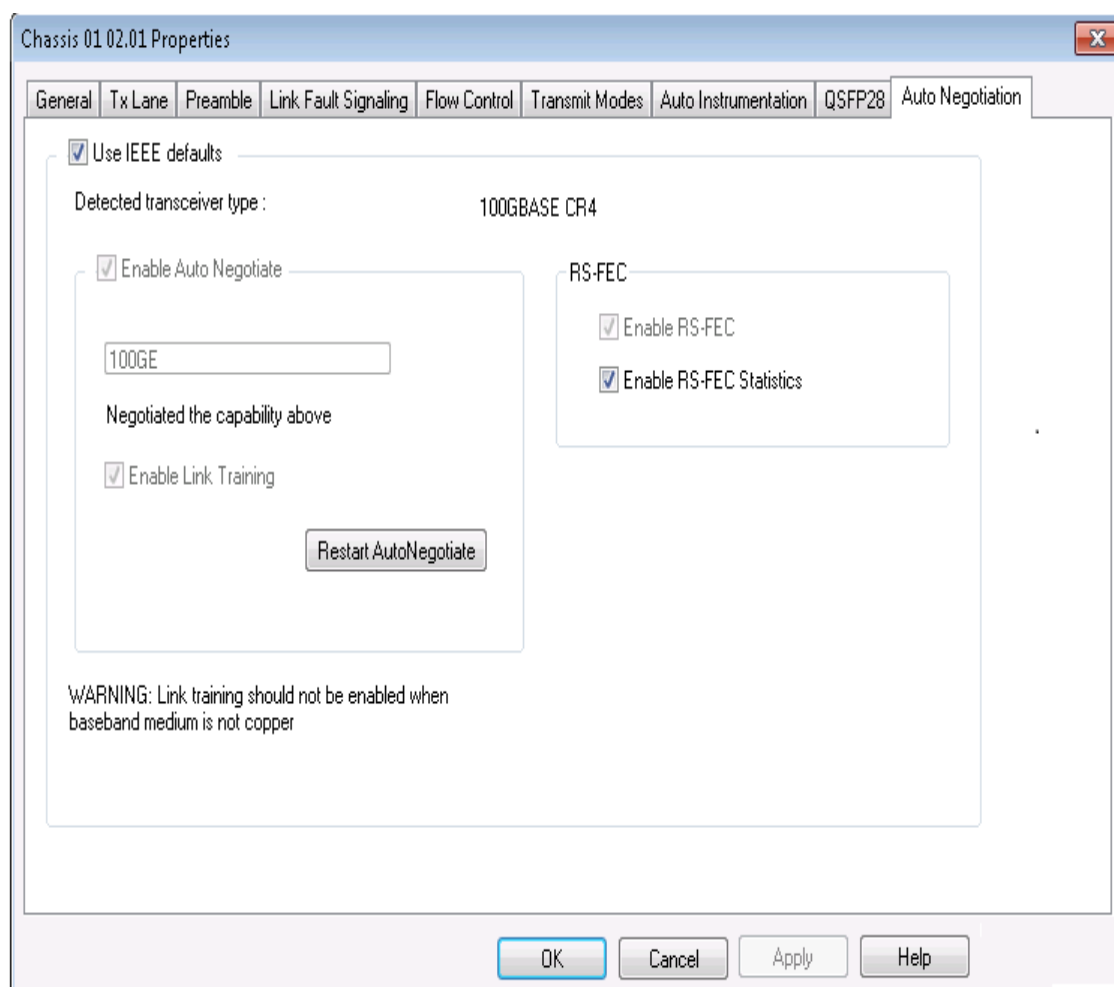 Chassis 01 02.01 Properties
General Tx Lane Preamble Link Fault Signaling Flow Control Transmit Modes Auto Instrumentation QSFP28 Auto Negotiation
Use IEEE defaults
Detected transceiver type : 100GBASE CR4
Enable Auto Negotiate
100GE
Negotiated the capability above
Enable Link Training
Restart AutoNegotiate
RS-FEC
Enable RS-FEC
Enable RS-FEC Statistics
WARNING: Link training should not be enabled when
baseband medium is not copper
OK Cancel Apply Help